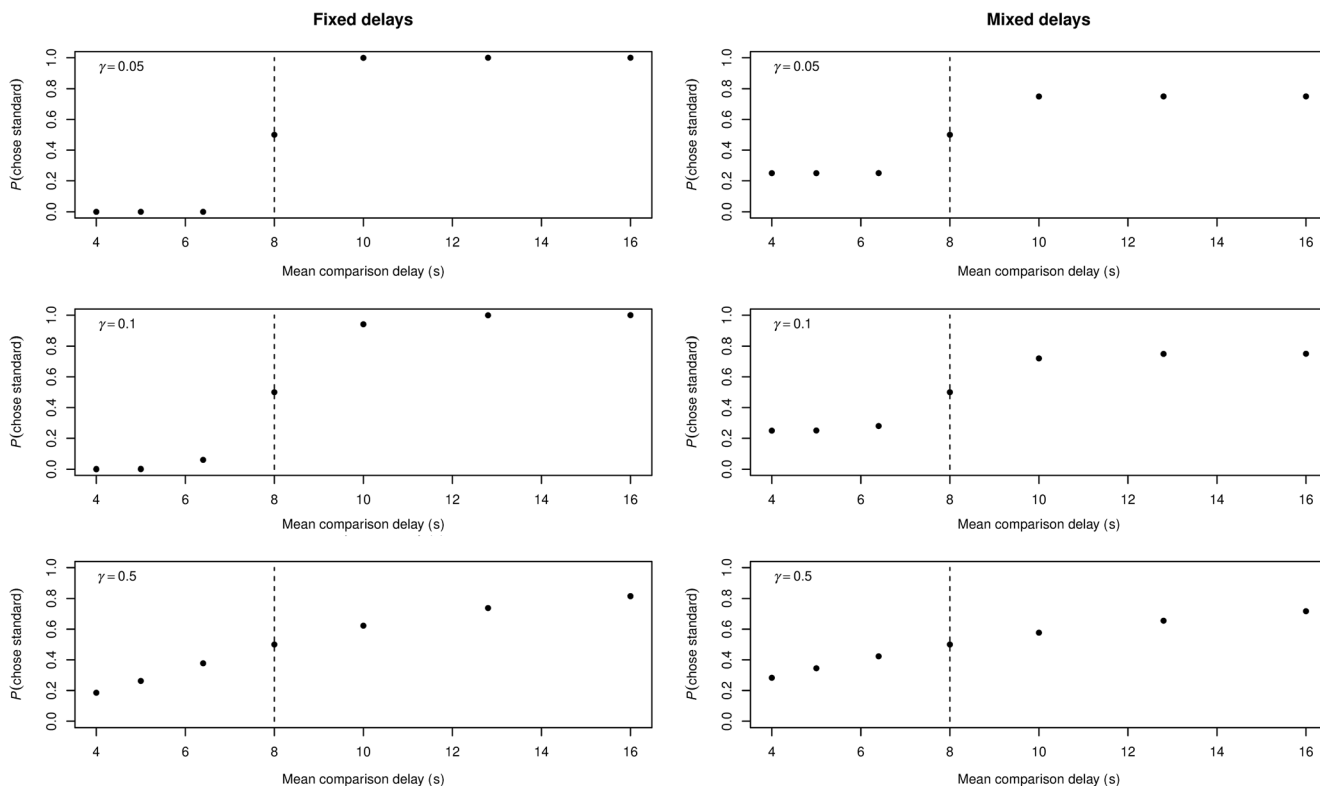 Fixed delays
Mixed delays
γ = 0.05
P(chose standard)
0.0 0.2 0.4 0.6 0.8 1.0
4 6 8 10 12 14 16
Mean comparison delay (s)
γ = 0.05
P(chose standard)
0.0 0.2 0.4 0.6 0.8 1.0
4 6 8 10 12 14 16
Mean comparison delay (s)
γ = 0.1
P(chose standard)
0.0 0.2 0.4 0.6 0.8 1.0
4 6 8 10 12 14 16
Mean comparison delay (s)
γ = 0.1
P(chose standard)
0.0 0.2 0.4 0.6 0.8 1.0
4 6 8 10 12 14 16
Mean comparison delay (s)
γ = 0.5
P(chose standard)
0.0 0.2 0.4 0.6 0.8 1.0
4 6 8 10 12 14 16
Mean comparison delay (s)
γ = 0.5
P(chose standard)
0.0 0.2 0.4 0.6 0.8 1.0
4 6 8 10 12 14 16
Mean comparison delay (s)